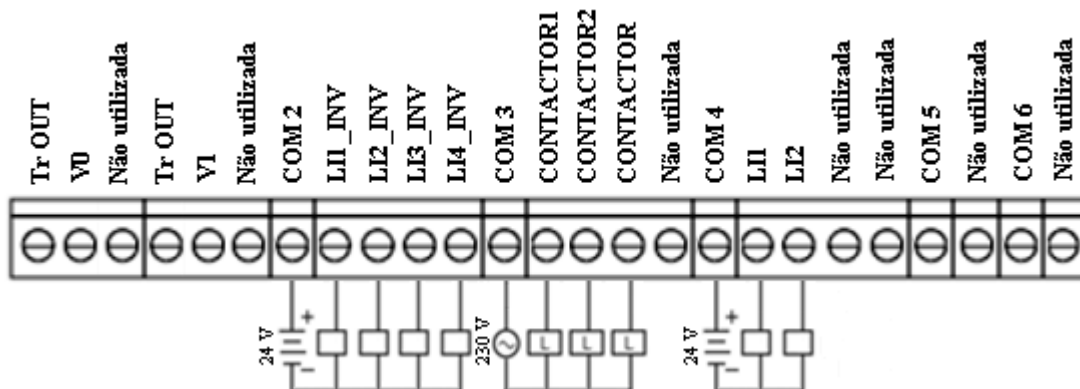 Tr OUT
V0
Não utilizada
Tr OUT
V1
Não utilizada
COM 2
LI1_INV
LI2_INV
LI3_INV
LI4_INV
COM 3
CONTACTOR1
CONTACTOR2
CONTACTOR
Não utilizada
COM 4
LI1
LI2
Não utilizada
Não utilizada
COM 5
Não utilizada
COM 6
Não utilizada
24 V
+
-
230 V
L
L
L
24 V
+
-